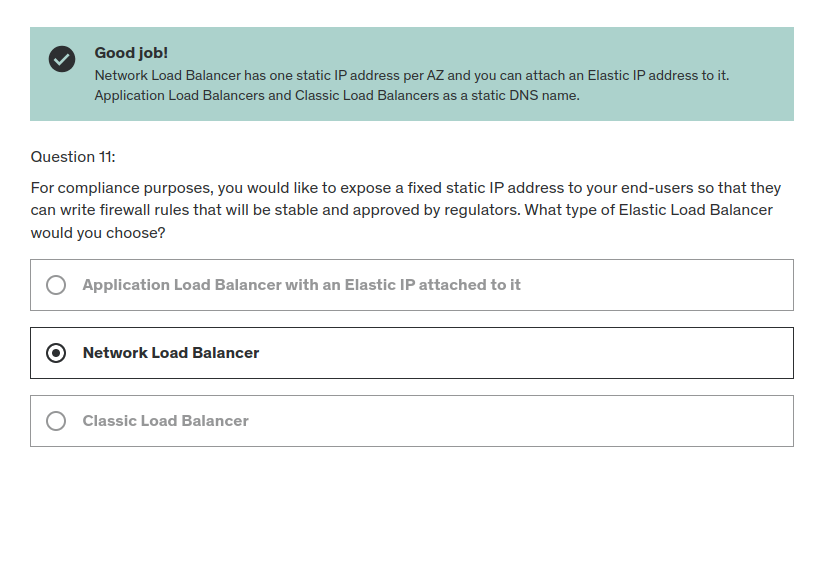 Good job!
Network Load Balancer has one static IP address per AZ and you can attach an Elastic IP address to it.
Application Load Balancers and Classic Load Balancers as a static DNS name.
Question 11:
For compliance purposes, you would like to expose a fixed static IP address to your end-users so that they
can write firewall rules that will be stable and approved by regulators. What type of Elastic Load Balancer
would you choose?
Application Load Balancer with an Elastic IP attached to it
Network Load Balancer
Classic Load Balancer